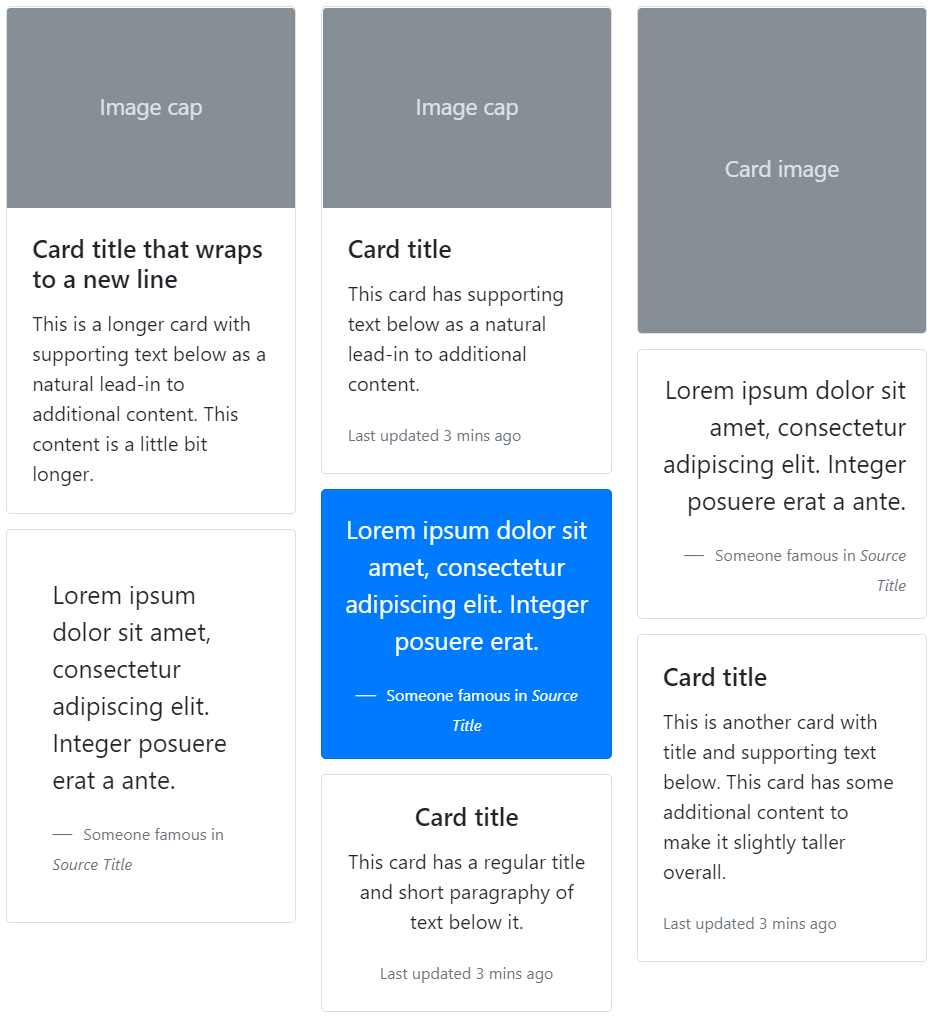 Image cap
Card title that wraps
to a new line
This is a longer card with
supporting text below as a
natural lead-in to
additional content. This
content is a little bit
longer.
Lorem ipsum
dolor sit amet,
consectetur
adipiscing elit.
Integer posuere
erat a ante.
— Someone famous in
Source Title
Image cap
Card title
This card has supporting
text below as a natural
lead-in to additional
content.
Last updated 3 mins ago
Lorem ipsum dolor sit
amet, consectetur
adipiscing elit. Integer
posuere erat.
— Someone famous in Source
Title
Card title
This card has a regular title
and short paragraphy of
text below it.
Last updated 3 mins ago
Card image
Lorem ipsum dolor sit
amet, consectetur
adipiscing elit. Integer
posuere erat a ante.
— Someone famous in Source
Title
Card title
This is another card with
title and supporting text
below. This card has some
additional content to
make it slightly taller
overall.
Last updated 3 mins ago